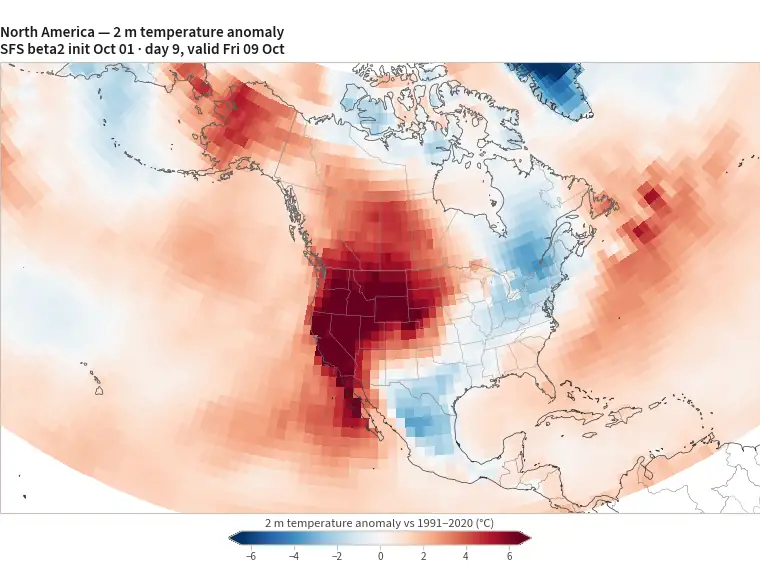 North America — 2 m temperature anomaly
SFS beta2 init Oct 01 · day 9, valid Fri 09 Oct
2 m temperature anomaly vs 1991–2020 (°C)
−6 −4 −2 0 2 4 6